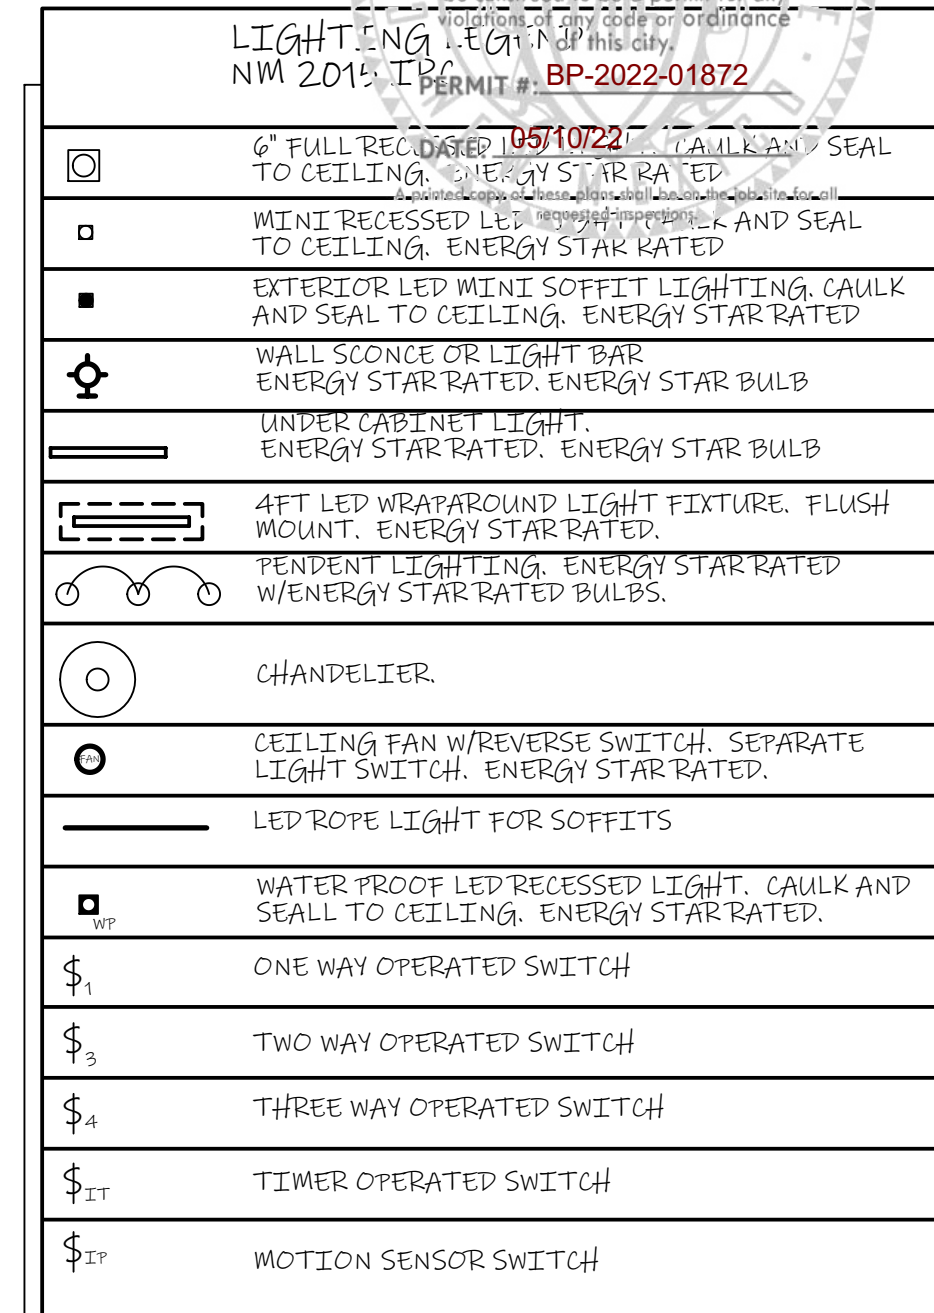 violations of any code or ordinance
of this city.
LIGHTING LEGEND
NM 2015
PERMIT #: BP-2022-01872
DATE: 05/10/22
6" FULL RECESSED LED CAULK AND SEAL
TO CEILING. ENERGY STAR RATED
A printed copy of these plans shall be on the job site for all
requested inspections.
MINI RECESSED LED LIGHT. CAULK AND SEAL
TO CEILING. ENERGY STAR RATED
EXTERIOR LED MINI SOFFIT LIGHTING. CAULK
AND SEAL TO CEILING. ENERGY STAR RATED
WALL SCONCE OR LIGHT BAR
ENERGY STAR RATED. ENERGY STAR BULB
UNDER CABINET LIGHT.
ENERGY STAR RATED. ENERGY STAR BULB
4FT LED WRAPAROUND LIGHT FIXTURE. FLUSH
MOUNT. ENERGY STAR RATED.
PENDENT LIGHTING. ENERGY STAR RATED
W/ENERGY STAR RATED BULBS.
CHANDELIER.
FAN
CEILING FAN W/REVERSE SWITCH. SEPARATE
LIGHT SWITCH. ENERGY STAR RATED.
LED ROPE LIGHT FOR SOFFITS
WP
WATER PROOF LED RECESSED LIGHT. CAULK AND
SEALL TO CEILING. ENERGY STAR RATED.
$1 ONE WAY OPERATED SWITCH
$3 TWO WAY OPERATED SWITCH
$4 THREE WAY OPERATED SWITCH
$IT TIMER OPERATED SWITCH
$IP MOTION SENSOR SWITCH